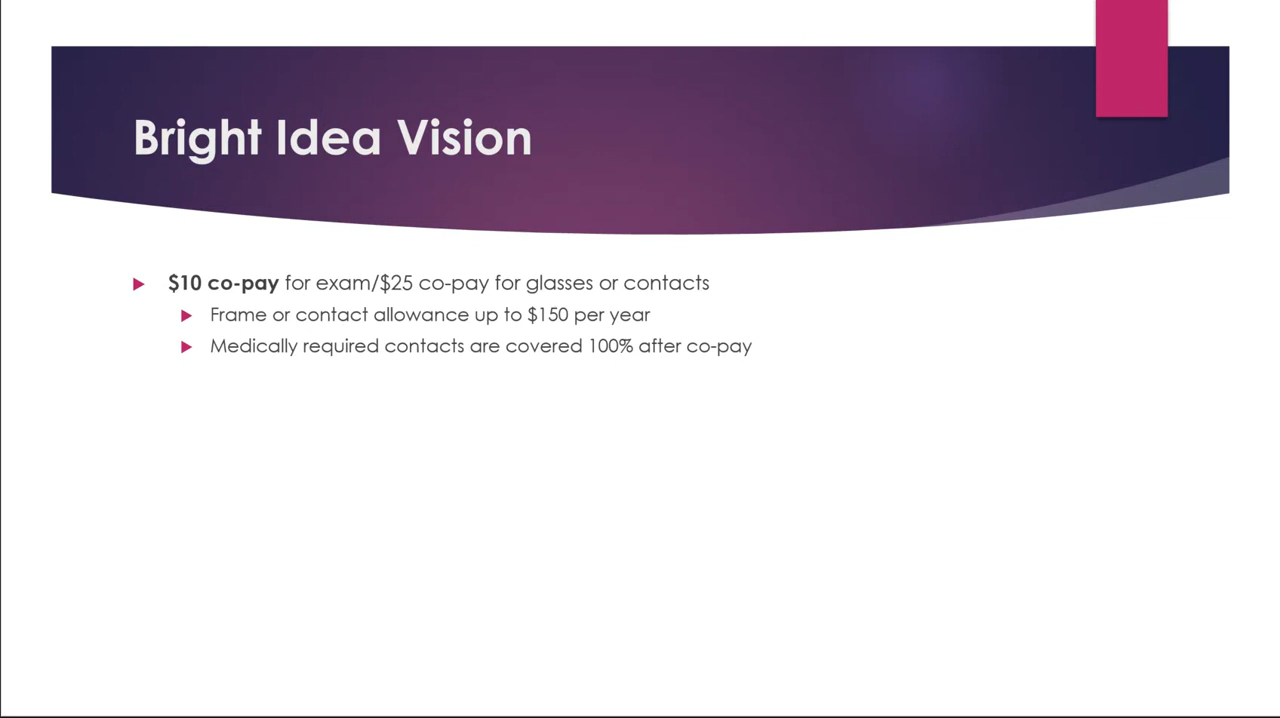 Bright Idea Vision
$10 co-pay for exam/$25 co-pay for glasses or contacts
Frame or contact allowance up to $150 per year
Medically required contacts are covered 100% after co-pay